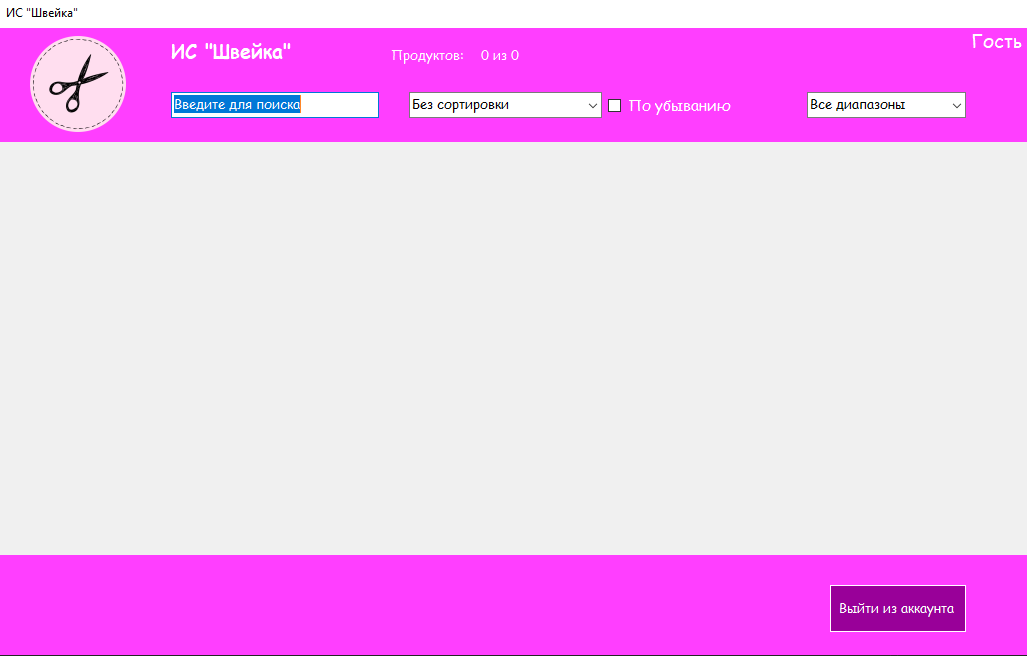 ИС "Швейка"
ИС "Швейка"
Продуктов: 0 из 0
Гость
Введите для поиска
Без сортировки
По убыванию
Все диапазоны
Выйти из аккаунта